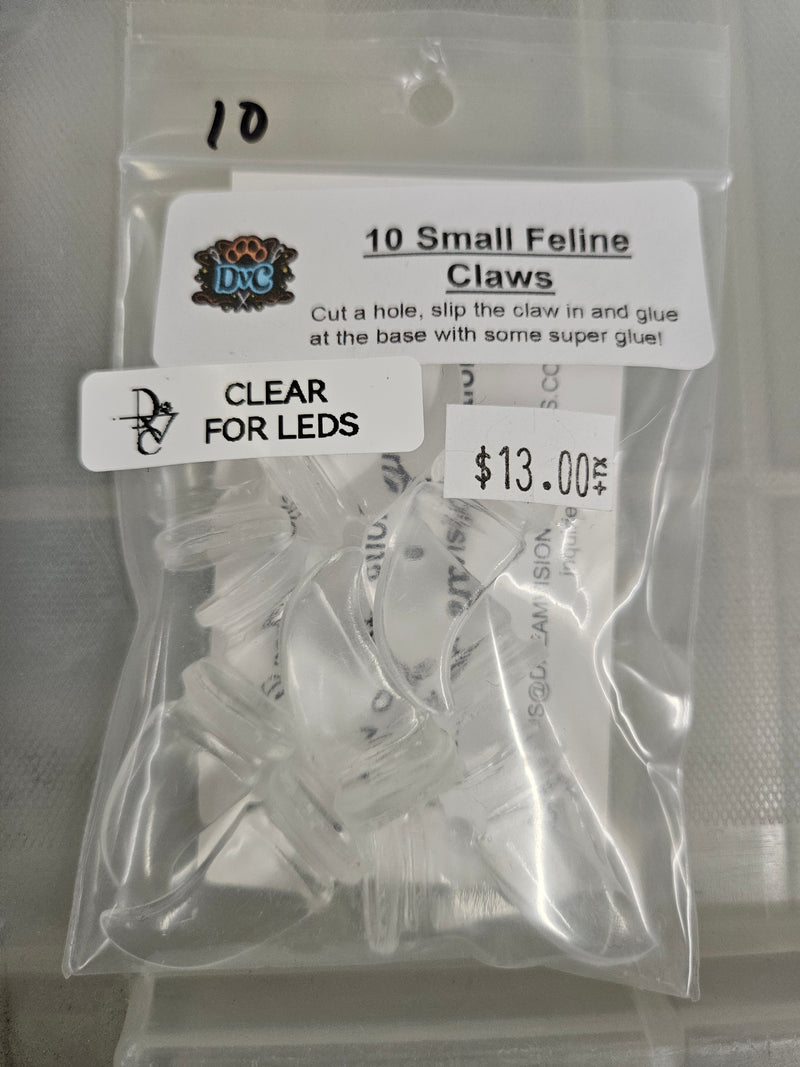 10
DVC
10 Small Feline
Claws
Cut a hole, slip the claw in and glue
at the base with some super glue!
CLEAR
FOR LEDS
$13.00+TX